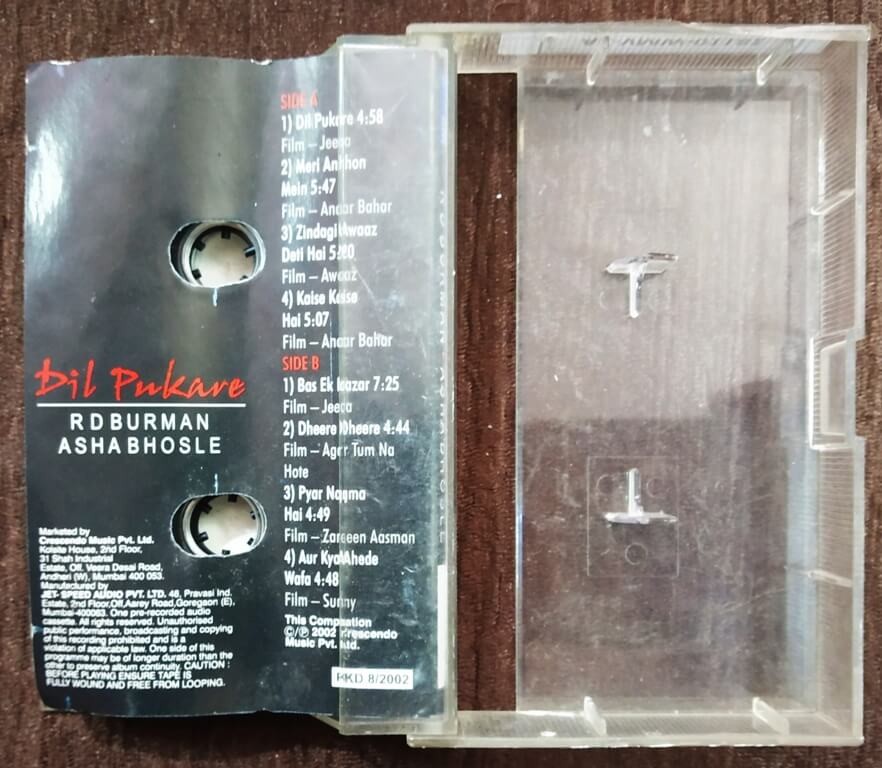 Dil Pukare
R D BURMAN
ASHA BHOSLE
Marketed by
Crescendo Music Pvt. Ltd.
Kolsite House, 2nd Floor,
31 Shah Industrial
Estate, Off. Veera Desai Road,
Andheri (W), Mumbai 400 053.
Manufactured by
JET- SPEED AUDIO PVT. LTD. 48, Pravasi Ind.
Estate, 2nd Floor,Off,Aarey Road,Goregaon (E),
Mumbai-400063. One pre-recorded audio
cassette. All rights reserved. Unauthorised
public performance, broadcasting and copying
of this recording prohibited and is a
violation of applicable law. One side of this
programme may be of longer duration than the
other to preserve album continuity. CAUTION :
BEFORE PLAYING ENSURE TAPE IS
FULLY WOUND AND FREE FROM LOOPING.
SIDE A
1) Dil Pukare 4:58
Film – Jeeva
2) Meri Ankhon
Mein 5:47
Film – Anaar Bahar
3) Zindagi Awaaz
Deti Hai
Film – Awaaz
4) Kaise Kaise
Hai 5:07
Film – Anaar Bahar
SIDE B
1) Bas Ek 7:25
Film – Jeeva
2) Dheere Dheere 4:44
Film – Agar Tum Na
Hote
3) Pyar Nagma
Hai 4:49
Film – Zameen Aasman
4) Aur Kya Ahede
Wafa 4:48
Film – Sunny
This Compilation
©/℗ 2002 Crescendo
Music Pvt. Ltd.
PKD 8/2002
R D BURMAN ASHA BHOSLE